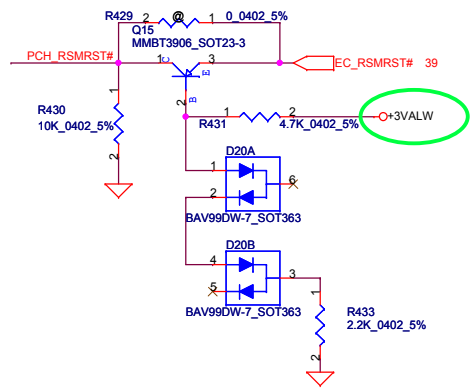 R429 2 @ 1 0_0402_5%
Q15
MMBT3906_SOT23-3
PCH_RSMRST# 1 C 3 E EC_RSMRST# 39
B
2
1
R430
10K_0402_5%
2
R431 1 2 4.7K_0402_5% +3VALW
D20A
1
6
2
BAV99DW-7_SOT363
D20B
4
3
5
BAV99DW-7_SOT363
1
R433
2.2K_0402_5%
2